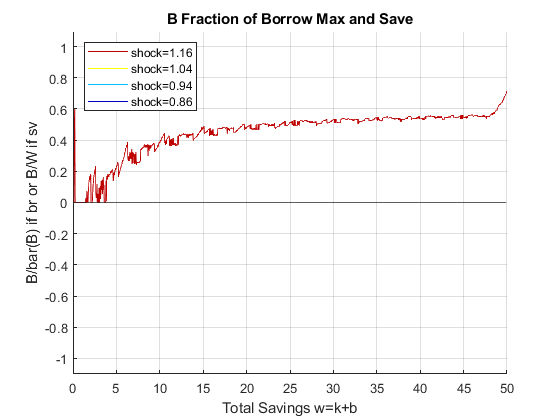 B Fraction of Borrow Max and Save
shock=1.16
shock=1.04
shock=0.94
shock=0.86
B/bar(B) if br or B/W if sv
1
0.8
0.6
0.4
0.2
0
-0.2
-0.4
-0.6
-0.8
-1
0 5 10 15 20 25 30 35 40 45 50
Total Savings w=k+b